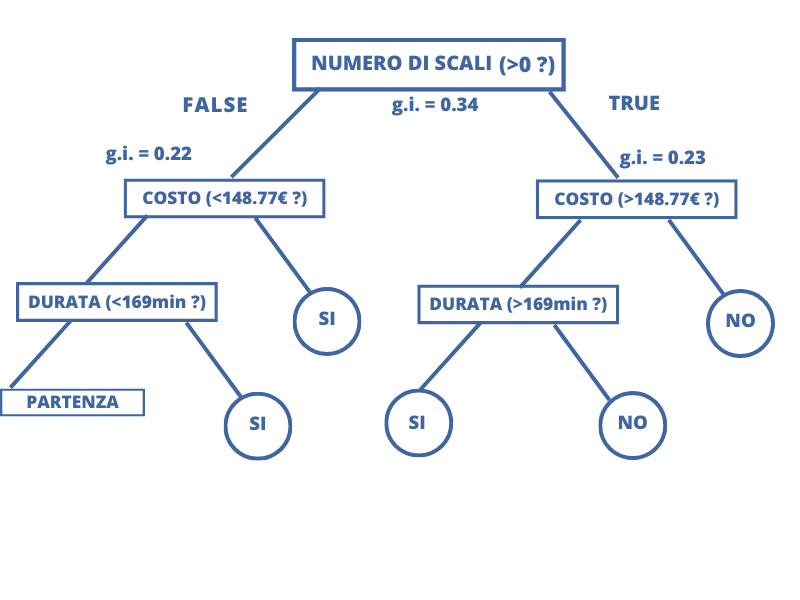 NUMERO DI SCALI (>0 ?)
FALSE
g.i. = 0.34
TRUE
g.i. = 0.22
g.i. = 0.23
COSTO (<148.77€ ?)
COSTO (>148.77€ ?)
DURATA (<169min ?)
SI
DURATA (>169min ?)
NO
PARTENZA
SI
SI
NO